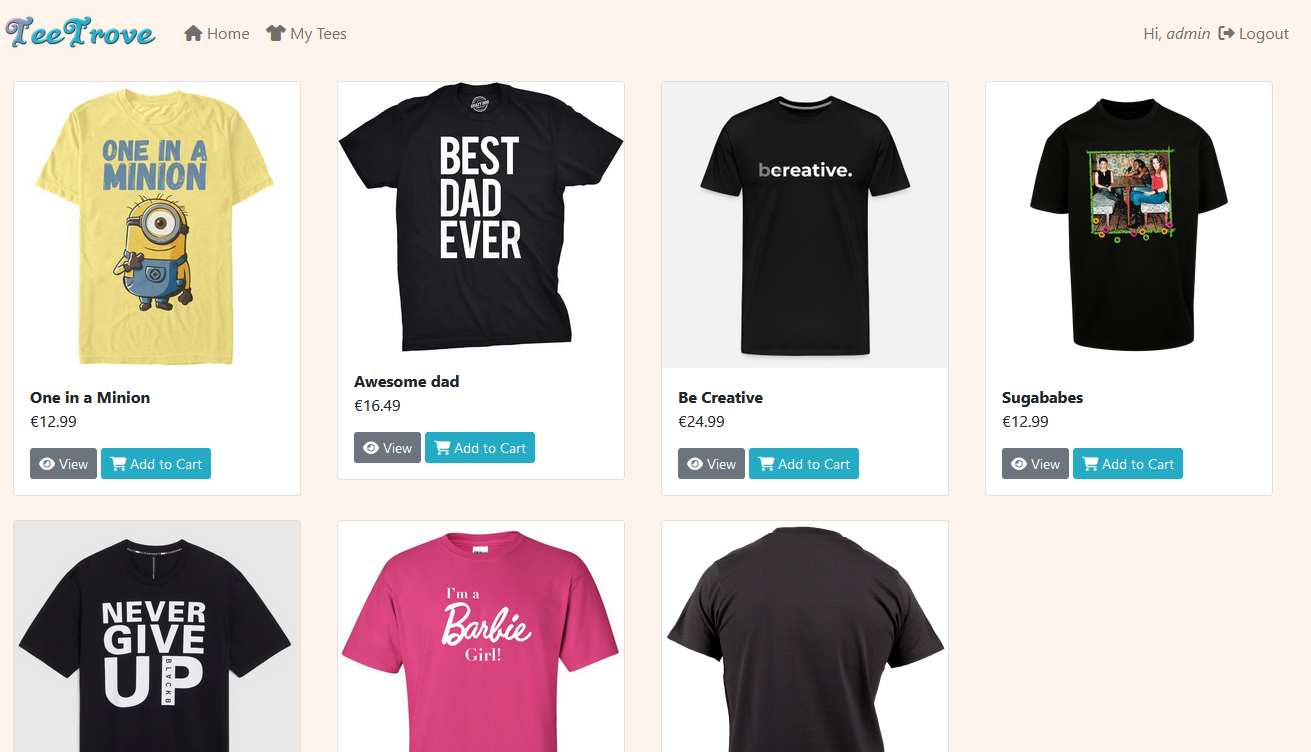 TeeTrove Home My Tees Hi, admin Logout
ONE IN A
MINION
One in a Minion
€12.99
View Add to Cart
BEST
DAD
EVER
Awesome dad
€16.49
View Add to Cart
becreative.
Be Creative
€24.99
View Add to Cart
Sugababes
€12.99
View Add to Cart
NEVER
GIVE
UP
BLVCKB
I'm a
Barbie
Girl!